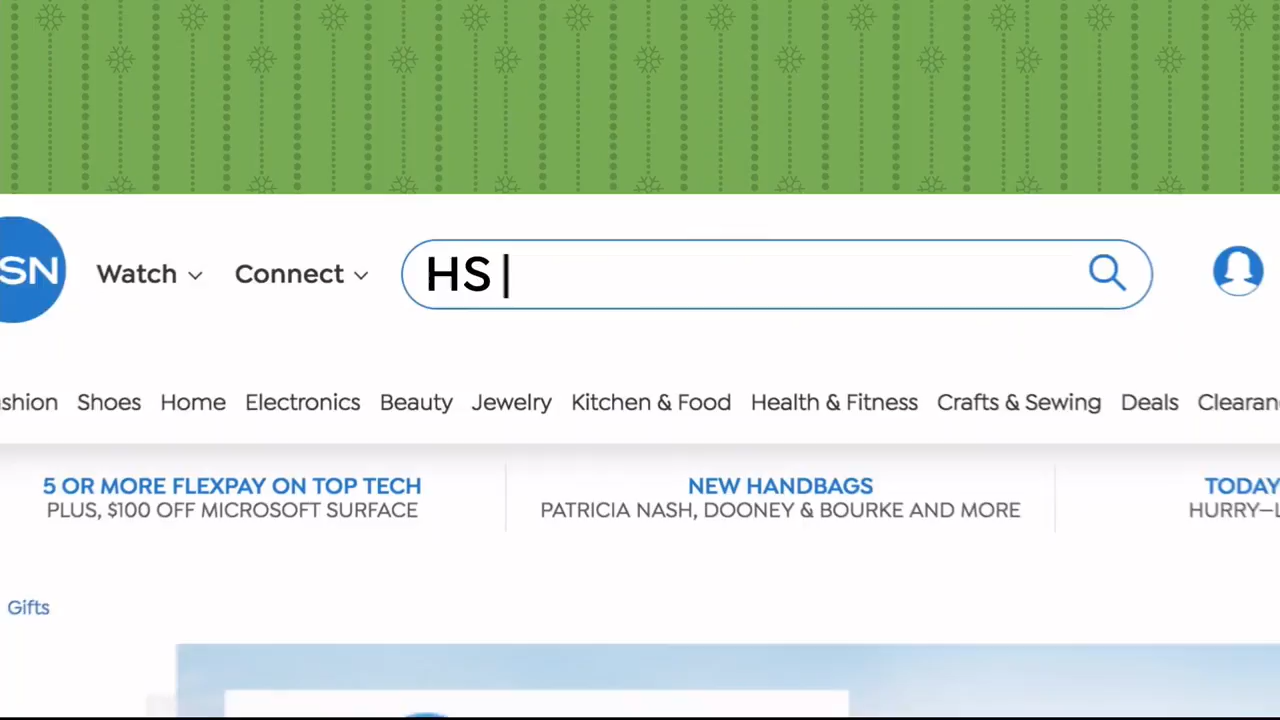 SN Watch Connect HS |
shion Shoes Home Electronics Beauty Jewelry Kitchen & Food Health & Fitness Crafts & Sewing Deals Clearan
5 OR MORE FLEXPAY ON TOP TECH
PLUS, $100 OFF MICROSOFT SURFACE
NEW HANDBAGS
PATRICIA NASH, DOONEY & BOURKE AND MORE
TODAY
HURRY—L
Gifts